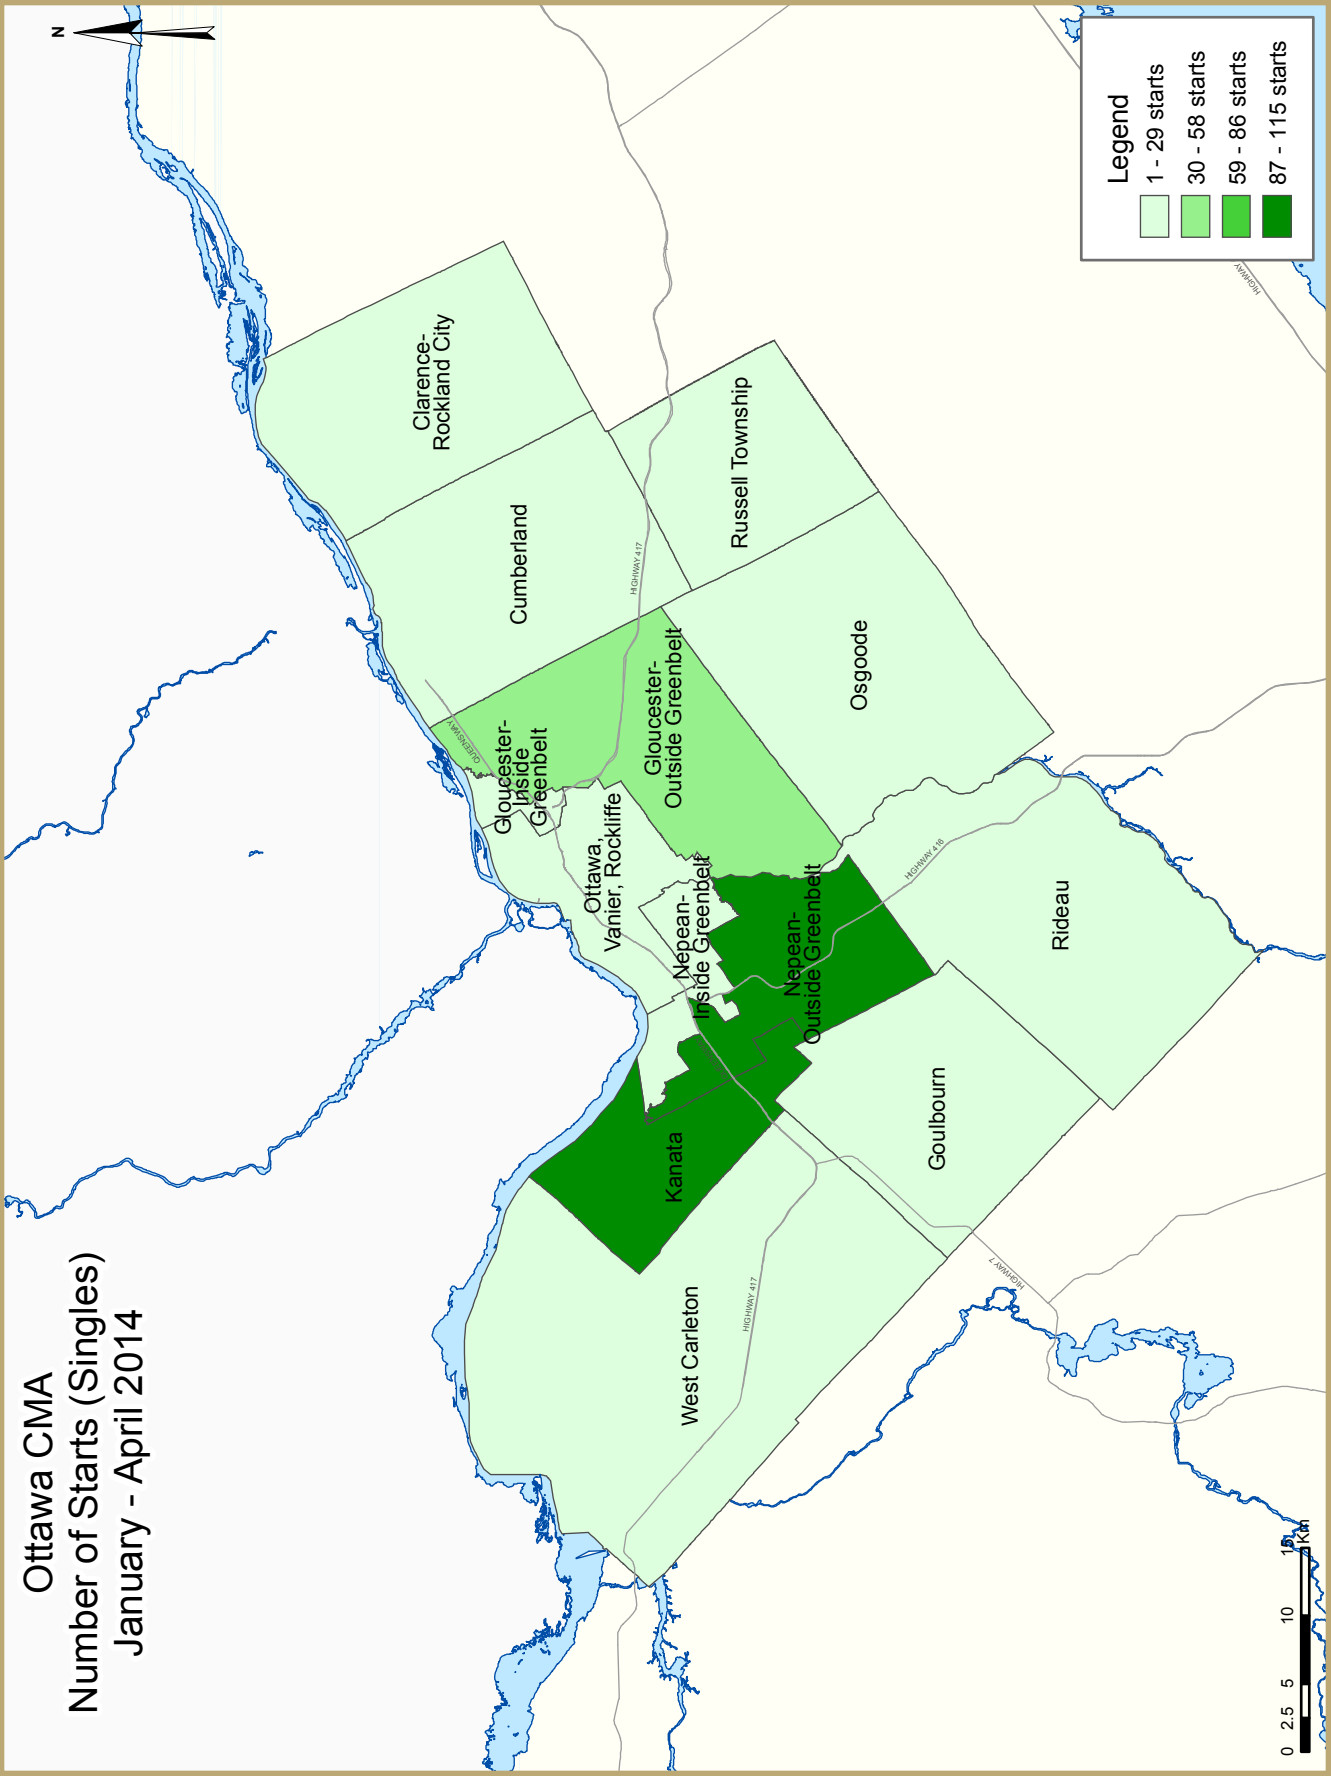 Ottawa CMA
Number of Starts (Singles)
January - April 2014
N
Clarence-
Rockland City
Cumberland
Russell Township
HIGHWAY 417
QUEENSWAY
Gloucester-
Inside
Greenbelt
Gloucester-
Outside Greenbelt
Osgoode
Ottawa,
Vanier, Rockliffe
Nepean-
Inside Greenbelt
Nepean-
Outside Greenbelt
HIGHWAY 416
Rideau
Kanata
Goulbourn
West Carleton
HIGHWAY 417
HIGHWAY 7
HIGHWAY
Legend
1 - 29 starts
30 - 58 starts
59 - 86 starts
87 - 115 starts
0 2.5 5 10 15
Km